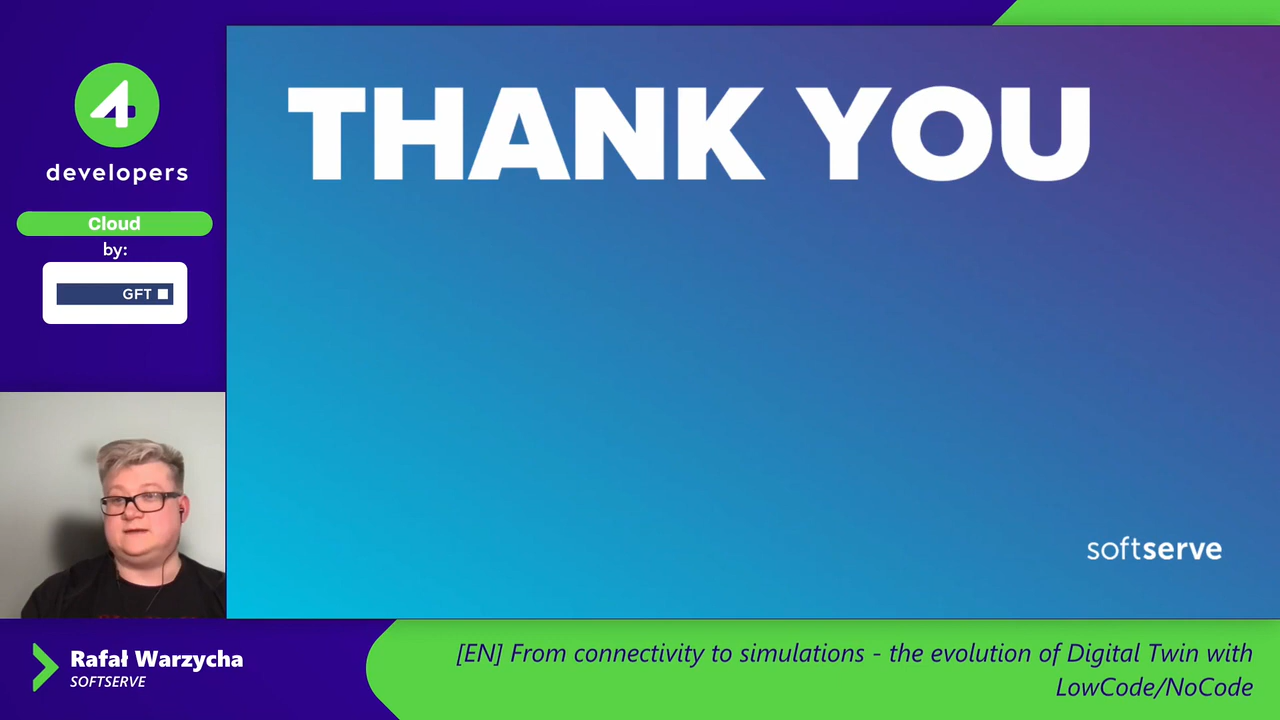 4
developers
Cloud
by:
GFT
THANK YOU
softserve
Rafał Warzycha
SOFTSERVE
[EN] From connectivity to simulations - the evolution of Digital Twin with
LowCode/NoCode